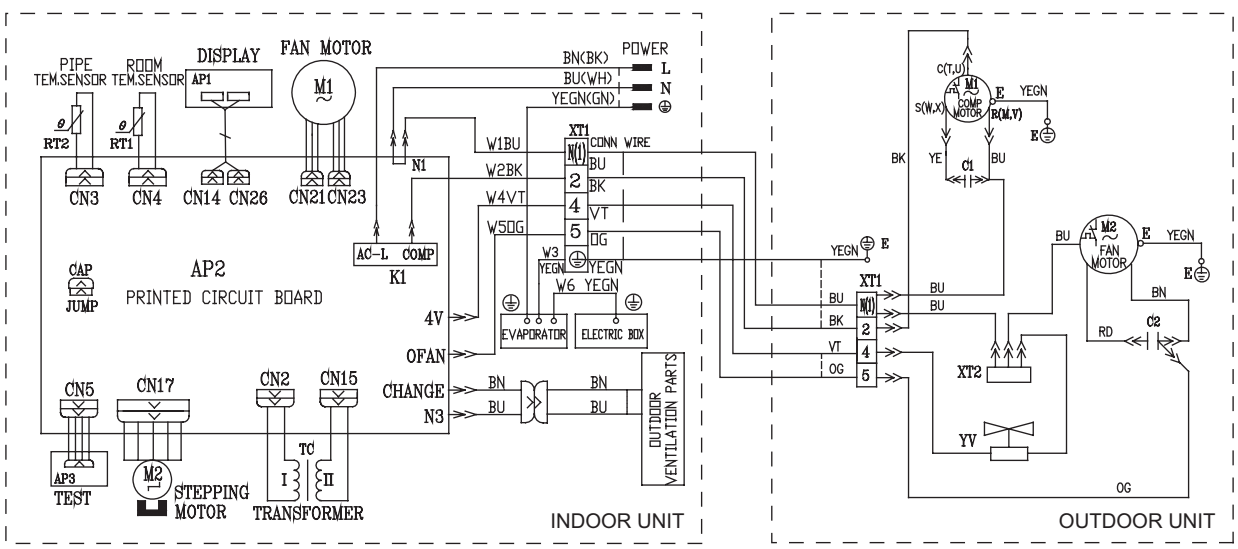 PIPE
TEM.SENSOR
ROOM
TEM.SENSOR
DISPLAY
AP1
FAN MOTOR
M1
~
θ
RT2
θ
RT1
CN3
CN4
CN14
CN26
CN21
CN23
BN(BK)
BU(WH)
YEGN(GN)
POWER
L
N
N1
AC-L
COMP
K1
W1BU
W2BK
W4VT
W5OG
W3
YEGN
XT1
N(1)
2
4
5
CONN WIRE
BU
BK
VT
OG
YEGN
W6 YEGN
EVAPORATOR
ELECTRIC BOX
CAP
JUMP
AP2
PRINTED CIRCUIT BOARD
4V
OFAN
CHANGE
N3
BN
BU
BN
BU
OUTDOOR
VENTILATION PARTS
CN5
CN17
CN2
CN15
AP3
TEST
M2
STEPPING
MOTOR
TC
I
II
TRANSFORMER
INDOOR UNIT
C(T,U)
M1
~
COMP
MOTOR
S(W,X)
R(M,V)
E
YEGN
E
BK
YE
C1
BU
YEGN
E
BU
M2
~
FAN
MOTOR
E
YEGN
E
XT1
N(1)
2
4
5
BU
BK
VT
OG
BU
BU
BN
RD
C2
XT2
YV
OG
OUTDOOR UNIT